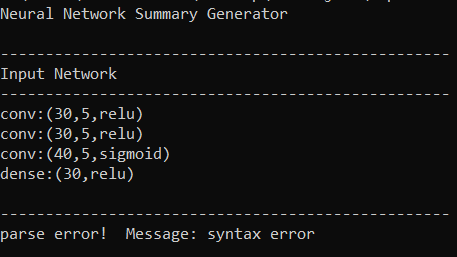 Neural Network Summary Generator
--------------------------------------------------
Input Network
--------------------------------------------------
conv:(30,5,relu)
conv:(30,5,relu)
conv:(40,5,sigmoid)
dense:(30,relu)
--------------------------------------------------
parse error!  Message: syntax error